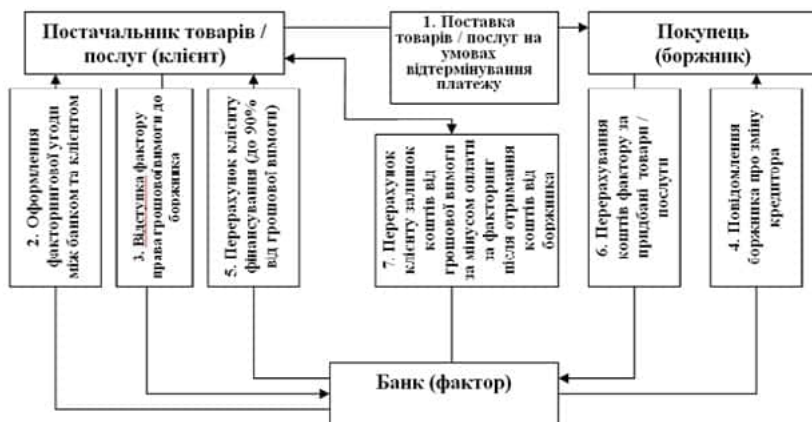 Постачальник товарів /
послуг (клієнт)
1. Поставка
товарів / послуг на
умовах
відтермінування
платежу
Покупець
(боржник)
2. Оформлення
факторингової угоди
між банком та клієнтом
3. Відступка фактору
права грошової вимоги до
боржника
5. Перерахунок клієнту
фінансування (до 90%
від грошової вимоги)
7. Перерахунок
клієнту залишок
коштів від
грошової вимоги
за мінусом оплати
за факторинг
після отримання
коштів від
боржника
6. Перерахування
коштів фактору за
придбані товари /
послуги
4. Повідомлення
боржника про зміну
кредитора
Банк (фактор)